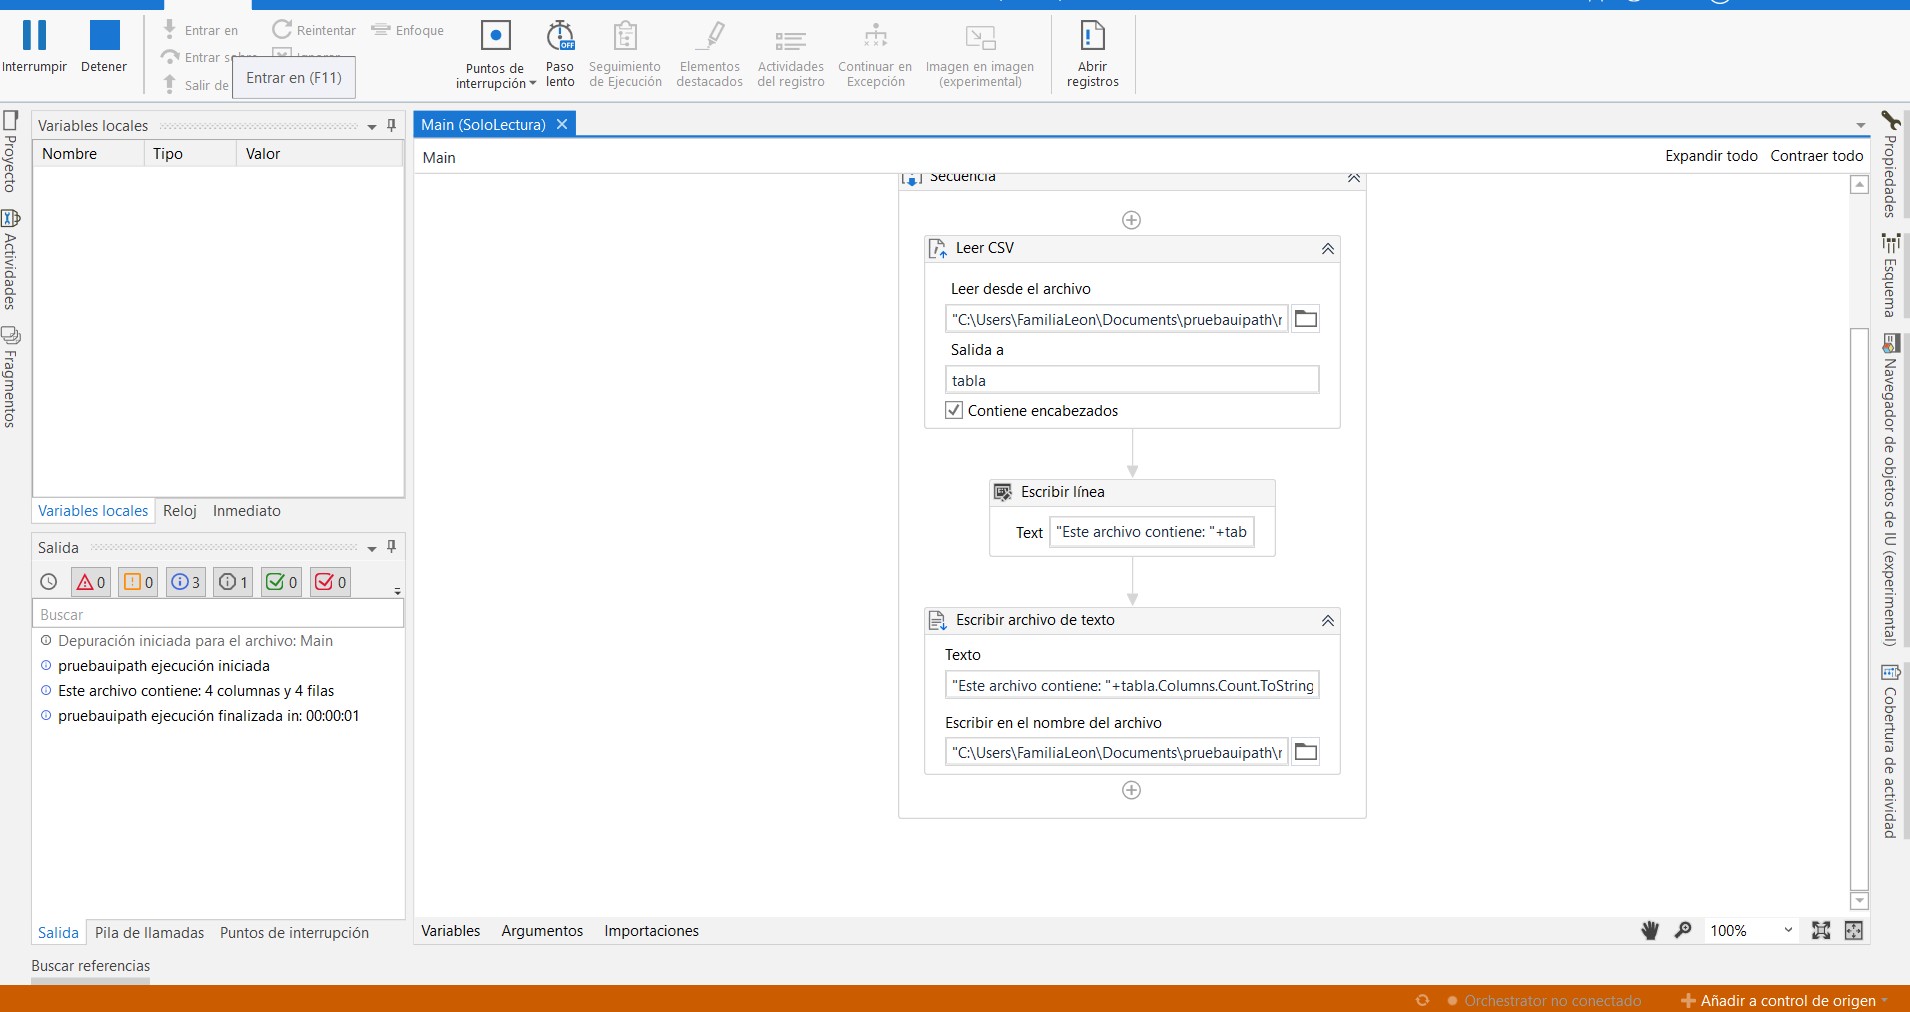 Interrumpir
Detener
Entrar en
Entrar sobre
Salir de
Entrar en (F11)
Reintentar
Ignorar
Enfoque
Puntos de interrupción
Paso lento
Seguimiento de Ejecución
Elementos destacados
Actividades del registro
Continuar en Excepción
Imagen en imagen (experimental)
Abrir registros
OFF
Proyecto
Actividades
Fragmentos
Variables locales
Nombre Tipo Valor
Variables locales Reloj Inmediato
Salida
0 0 3 1 0 0
Buscar
Depuración iniciada para el archivo: Main
pruebauipath ejecución iniciada
Este archivo contiene: 4 columnas y 4 filas
pruebauipath ejecución finalizada in: 00:00:01
Salida Pila de llamadas Puntos de interrupción
Buscar referencias
Main (SoloLectura)
Main
Expandir todo Contraer todo
Secuencia
Leer CSV
Leer desde el archivo
"C:\Users\FamiliaLeon\Documents\pruebauipath\r
Salida a
tabla
Contiene encabezados
Escribir línea
Text "Este archivo contiene: "+tab
Escribir archivo de texto
Texto
"Este archivo contiene: "+tabla.Columns.Count.ToString
Escribir en el nombre del archivo
"C:\Users\FamiliaLeon\Documents\pruebauipath\r
Variables Argumentos Importaciones
100%
Propiedades
Esquema
Navegador de objetos de IU (experimental)
Cobertura de actividad
Orchestrator no conectado
Añadir a control de origen